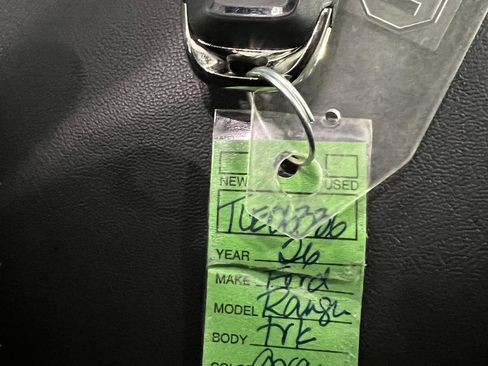 NEW USED
YEAR 26
MAKE Ford
MODEL Ranger
BODY trk